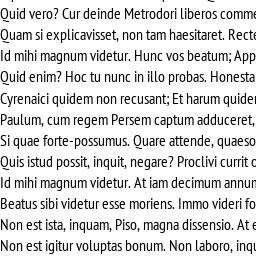 Quid vero? Cur deinde Metrodori liberos comme
Quam si explicavisset, non tam haesitaret. Recte
Id mihi magnum videtur. Hunc vos beatum; App
Quid enim? Hoc tu nunc in illo probas. Honesta
Cyrenaici quidem non recusant; Et harum quider
Paulum, cum regem Persem captum adduceret,
Si quae forte-possumus. Quare attende, quaeso
Quis istud possit, inquit, negare? Proclivi currit o
Id mihi magnum videtur. At iam decimum annun
Beatus sibi videtur esse moriens. Immo videri fo
Non est ista, inquam, Piso, magna dissensio. At e
Non est igitur voluptas bonum. Non laboro, inqu